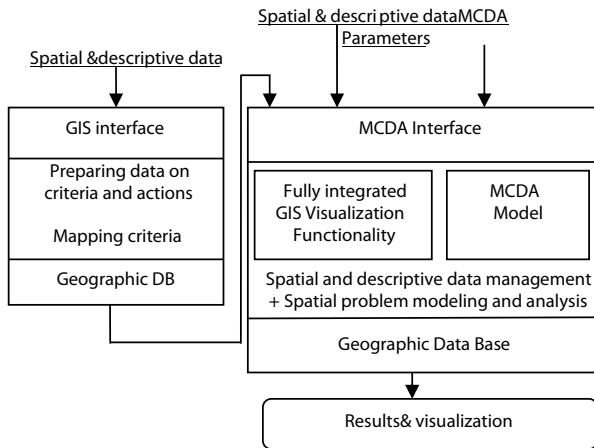 Spatial & descriptive dataMCDA
Parameters
Spatial &descriptive data
GIS interface
Preparing data on
criteria and actions
Mapping criteria
Geographic DB
MCDA Interface
Fully integrated
GIS Visualization
Functionality
MCDA
Model
Spatial and descriptive data management
+ Spatial problem modeling and analysis
Geographic Data Base
Results& visualization